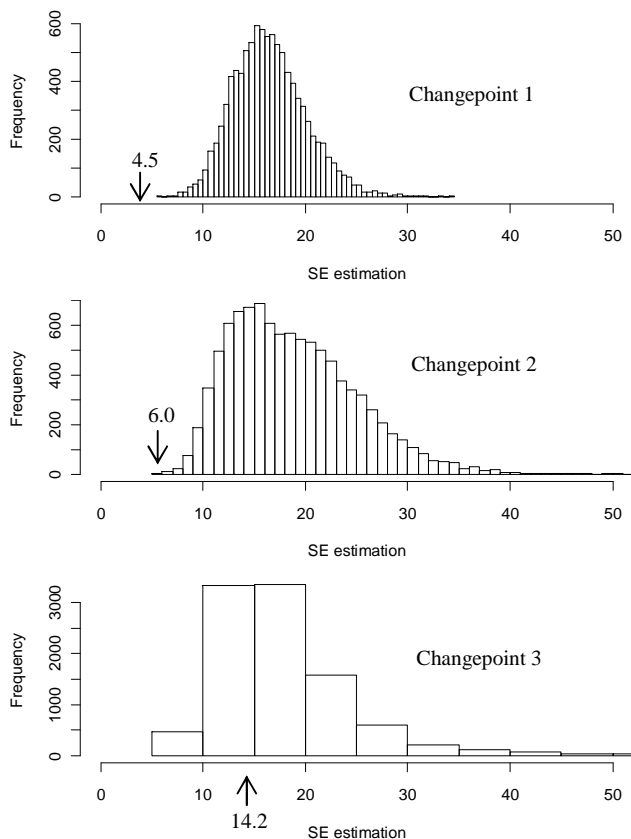 600
400
200
0
Frequency
Changepoint 1
4.5
0 10 20 30 40 50
SE estimation
600
400
200
0
Frequency
Changepoint 2
6.0
0 10 20 30 40 50
SE estimation
3000
2000
1000
0
Frequency
Changepoint 3
0 10 20 30 40 50
14.2
SE estimation